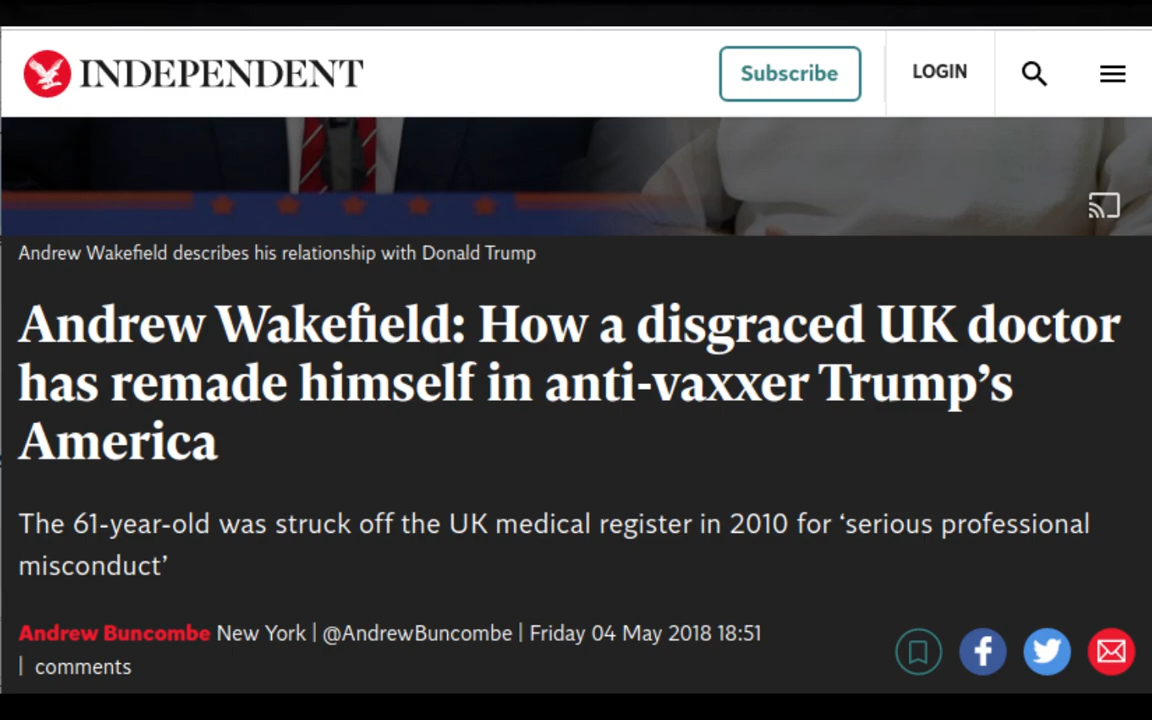 INDEPENDENT
Subscribe
LOGIN
Andrew Wakefield describes his relationship with Donald Trump
Andrew Wakefield: How a disgraced UK doctor
has remade himself in anti-vaxxer Trump's
America
The 61-year-old was struck off the UK medical register in 2010 for ‘serious professional
misconduct’
Andrew Buncombe New York | @AndrewBuncombe | Friday 04 May 2018 18:51
| comments